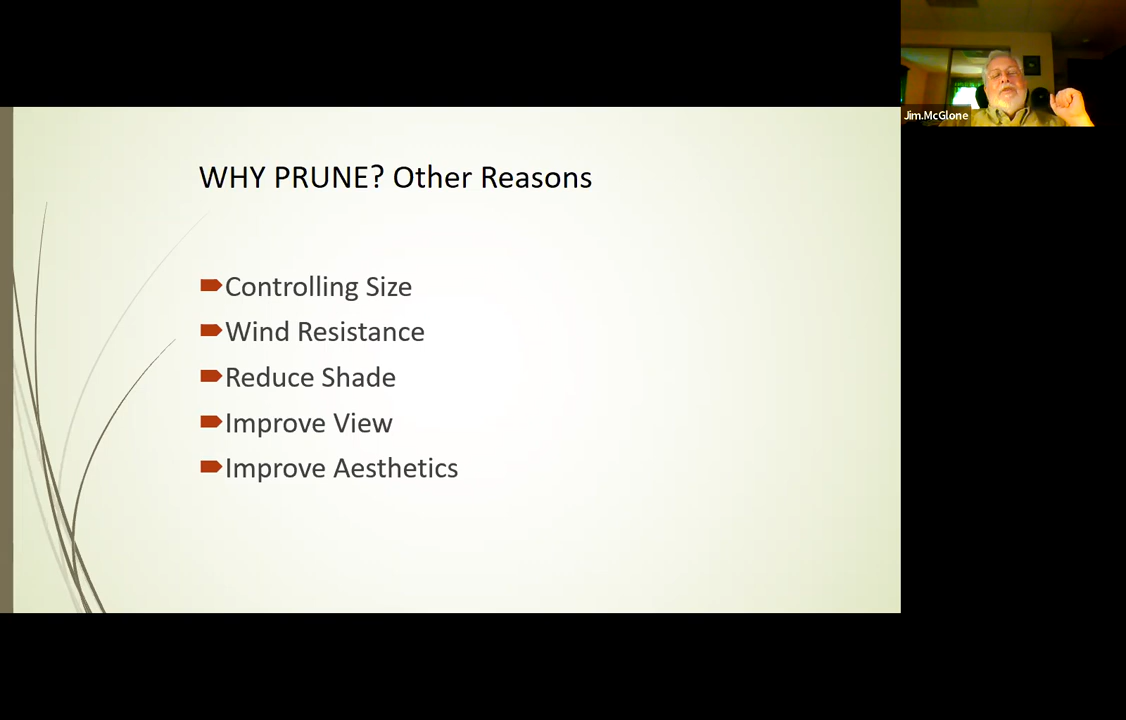 WHY PRUNE? Other Reasons
Controlling Size
Wind Resistance
Reduce Shade
Improve View
Improve Aesthetics
Jim.McGlone